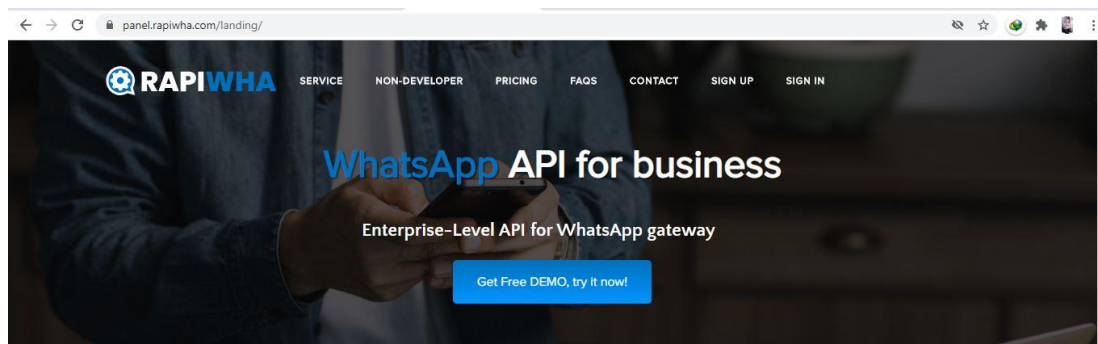 panel.rapiwha.com/landing/
RAPIWHA SERVICE NON-DEVELOPER PRICING FAQS CONTACT SIGN UP SIGN IN
WhatsApp API for business
Enterprise-Level API for WhatsApp gateway
Get Free DEMO, try it now!